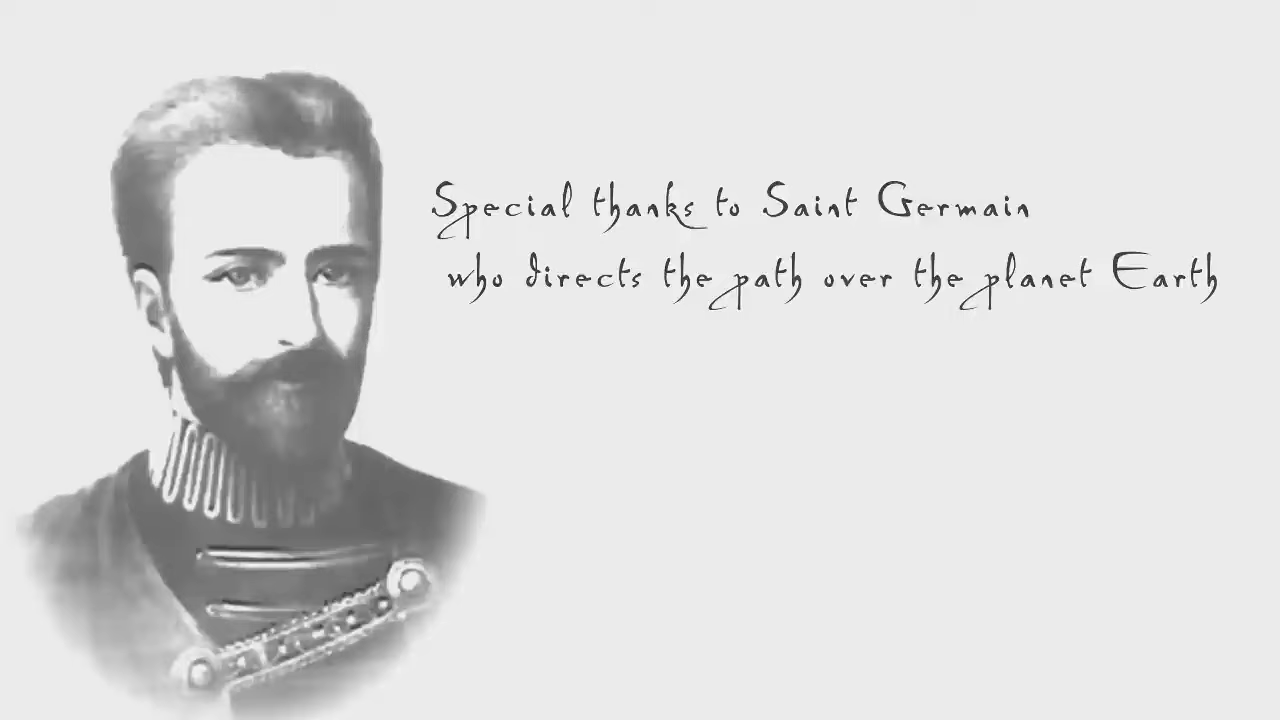 Special thanks to Saint Germain
who directs the path over the planet Earth